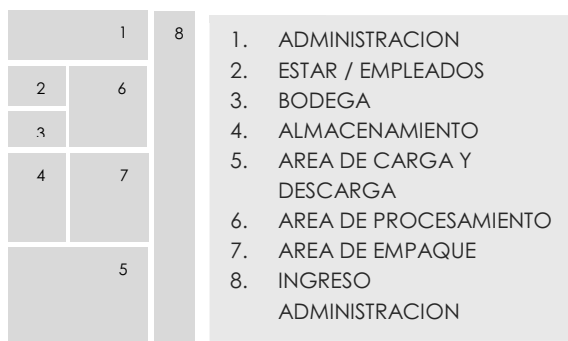 1
8
2
6
3
4
7
5
1. ADMINISTRACION
2. ESTAR / EMPLEADOS
3. BODEGA
4. ALMACENAMIENTO
5. AREA DE CARGA Y
DESCARGA
6. AREA DE PROCESAMIENTO
7. AREA DE EMPAQUE
8. INGRESO
ADMINISTRACION